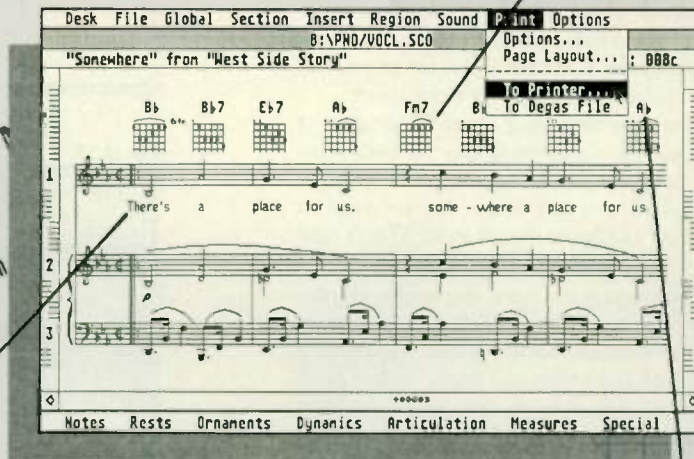 Desk File Global Section Insert Region Sound Print Options
B:\PND/VOCL.SCO
Options...
"Somewhere" from "West Side Story"
Page Layout... : 008c
To Printer...
To Degas File
Bb Bb7 Eb7 Ab Fm7 Ab
1
There's a place for us. some - where a place for us
2
p
3
Notes Rests Ornaments Dynamics Articulation Measures Special